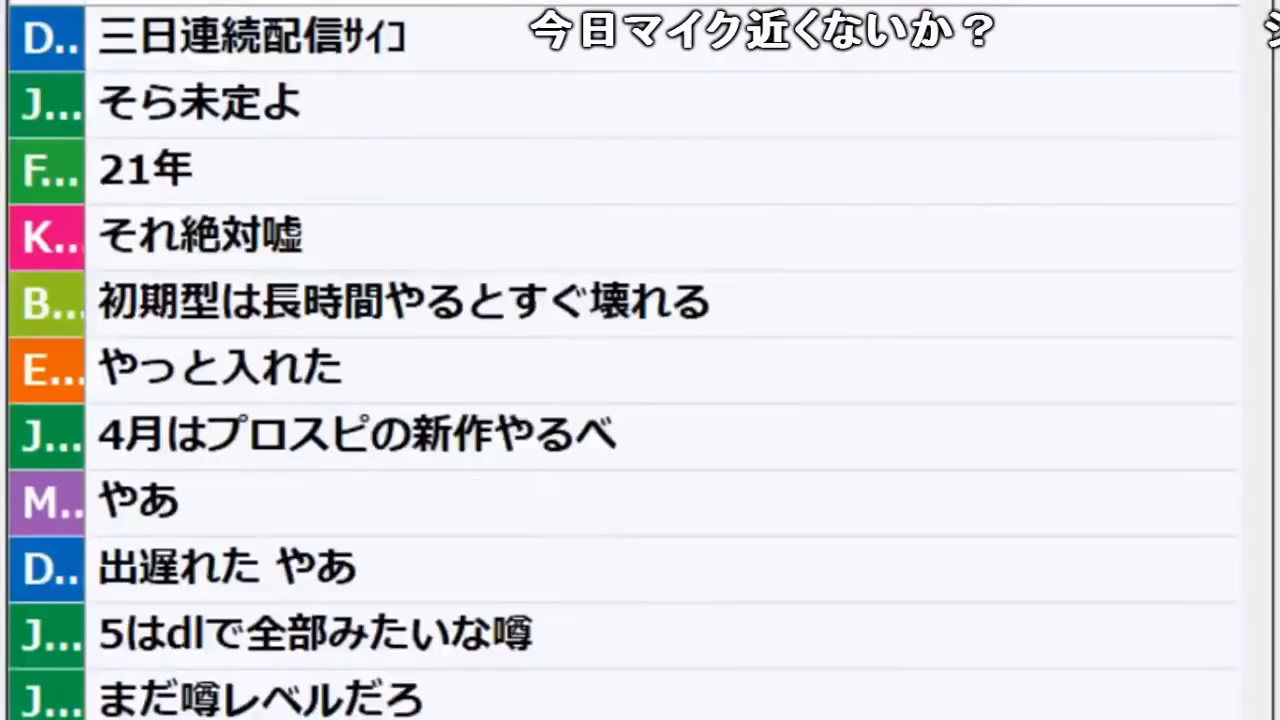 今日マイク近くないか？
D.. 三日連続配信ｻｲｺ
J... そら未定よ
F... 21年
K... それ絶対嘘
B... 初期型は長時間やるとすぐ壊れる
E... やっと入れた
J... 4月はプロスピの新作やるべ
M.. やあ
D.. 出遅れた やあ
J... 5はdlで全部みたいな噂
J... まだ噂レベルだろ